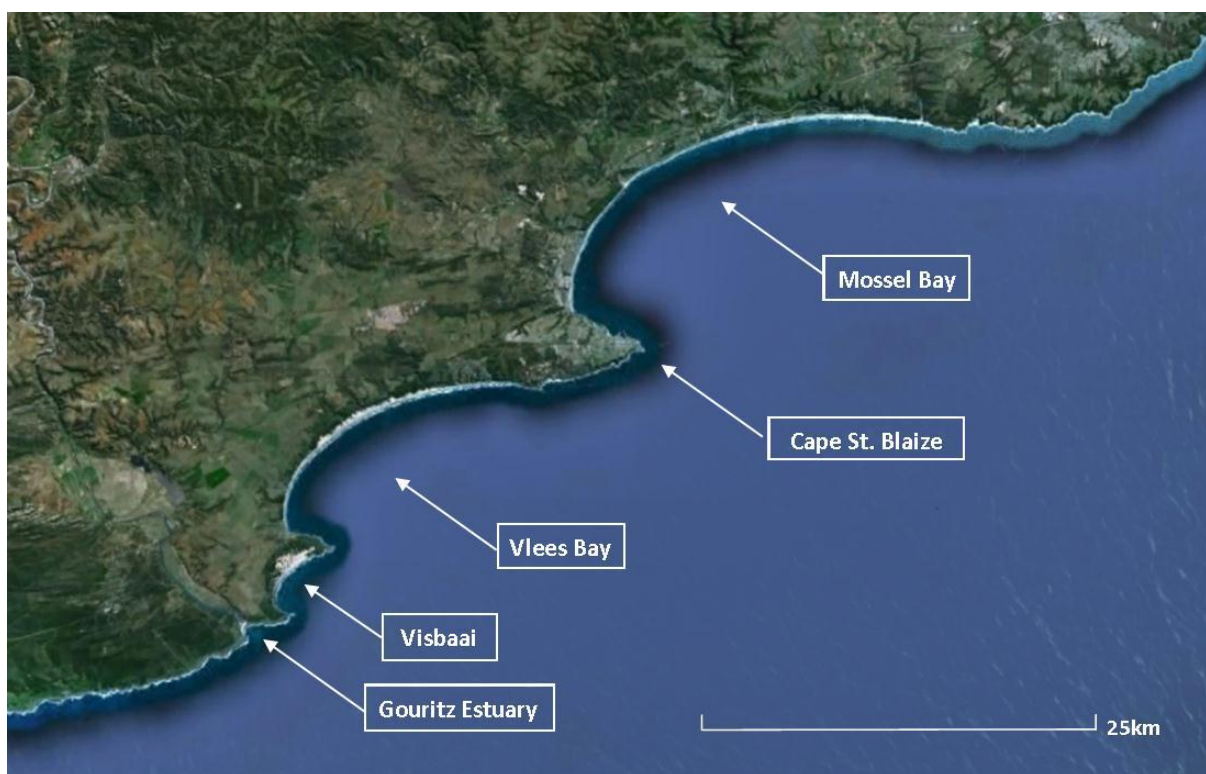 Mossel Bay
Cape St. Blaize
Vlees Bay
Visbaai
Gouritz Estuary
25km